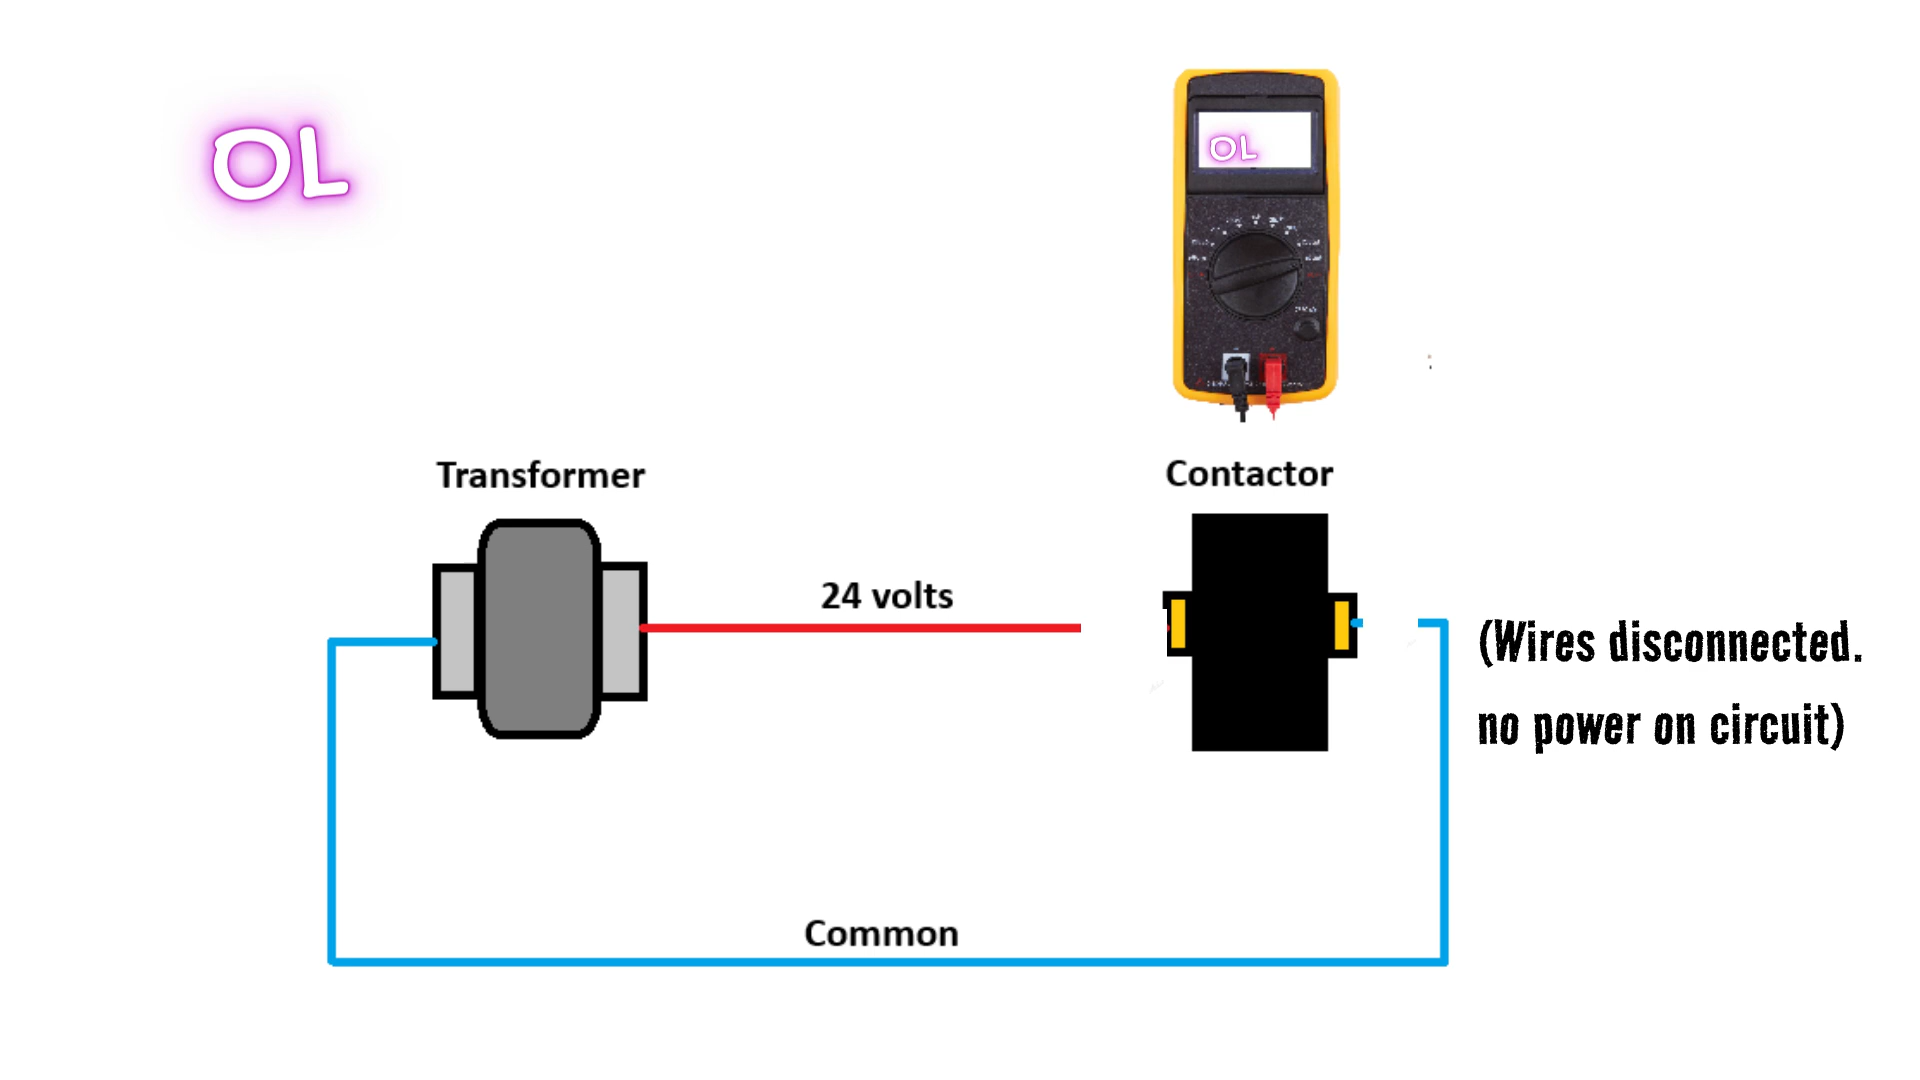 OL
OL
Transformer
Contactor
24 volts
(Wires disconnected.
no power on circuit)
Common